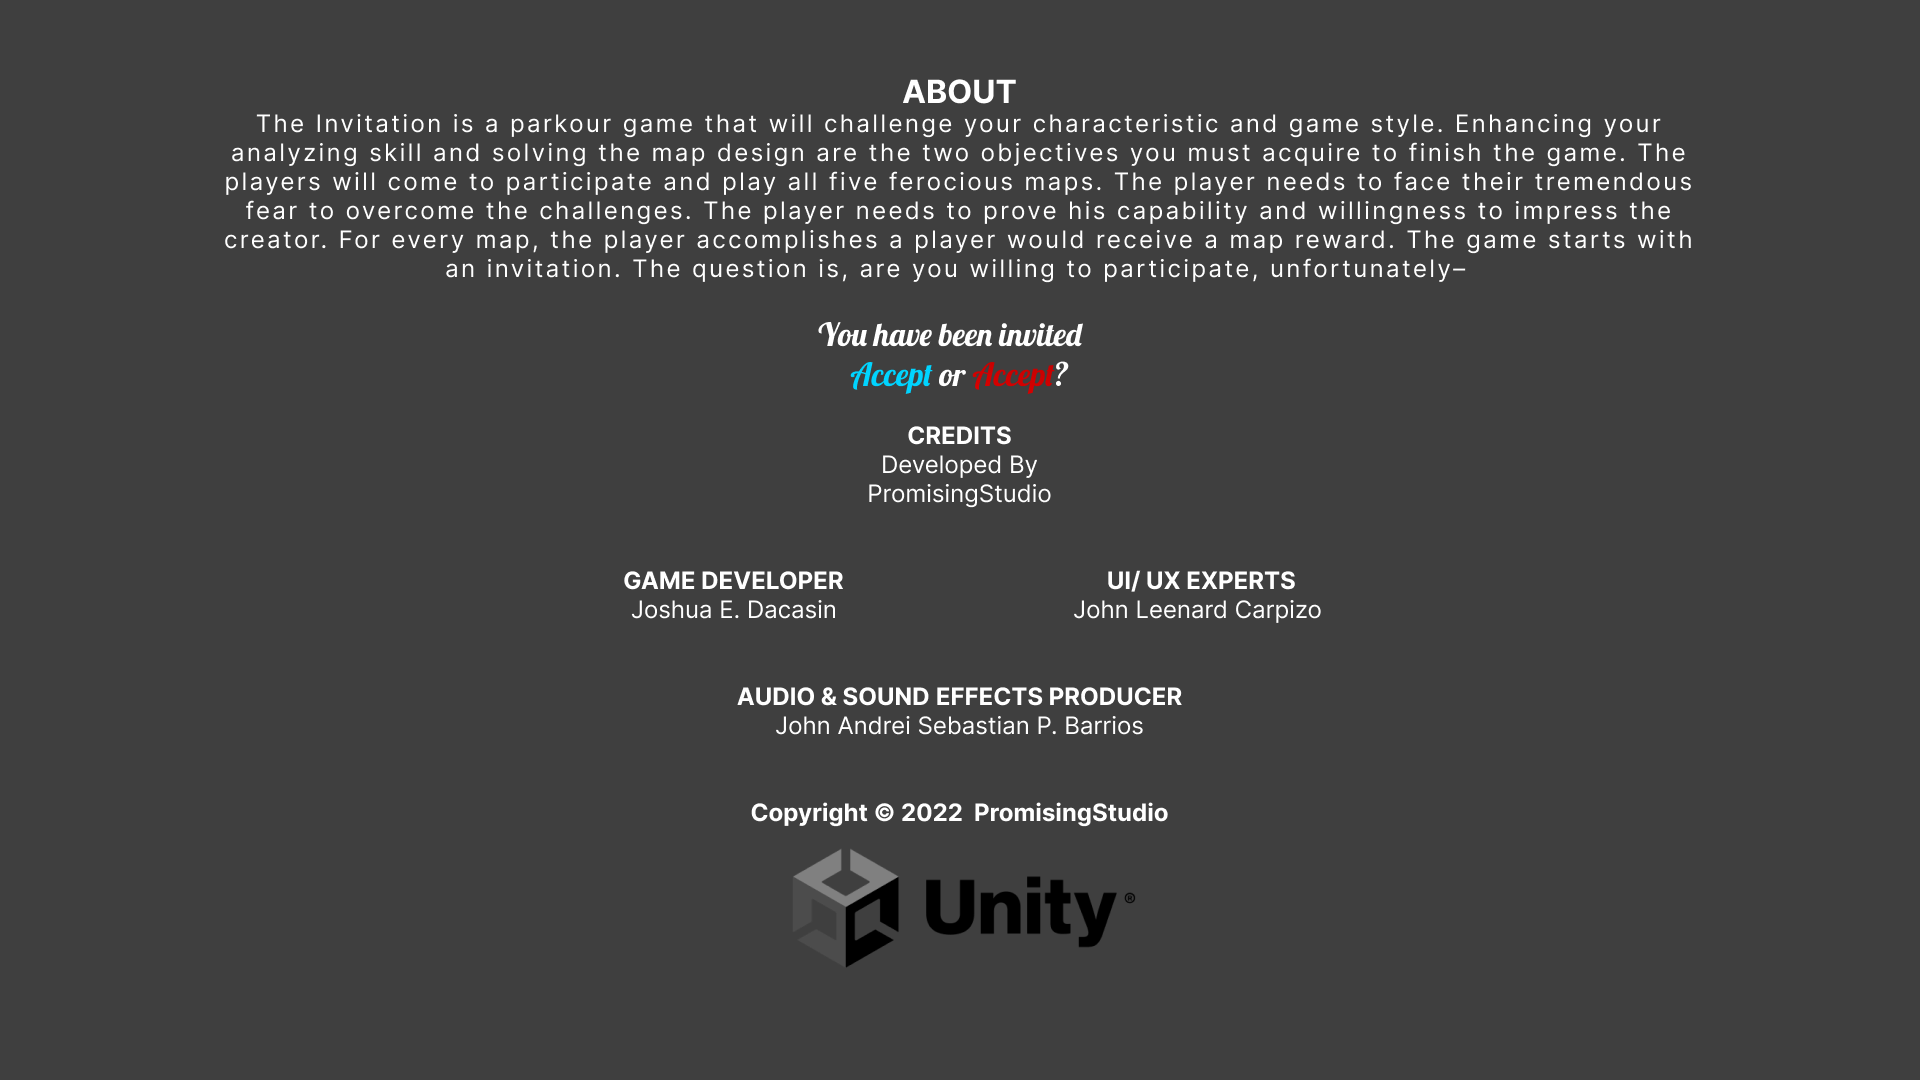 ABOUT
The Invitation is a parkour game that will challenge your characteristic and game style. Enhancing your
analyzing skill and solving the map design are the two objectives you must acquire to finish the game. The
players will come to participate and play all five ferocious maps. The player needs to face their tremendous
fear to overcome the challenges. The player needs to prove his capability and willingness to impress the
creator. For every map, the player accomplishes a player would receive a map reward. The game starts with
an invitation. The question is, are you willing to participate, unfortunately–
You have been invited
Accept or Accept?
CREDITS
Developed By
PromisingStudio
GAME DEVELOPER
Joshua E. Dacasin
UI/ UX EXPERTS
John Leenard Carpizo
AUDIO & SOUND EFFECTS PRODUCER
John Andrei Sebastian P. Barrios
Copyright © 2022  PromisingStudio
Unity®